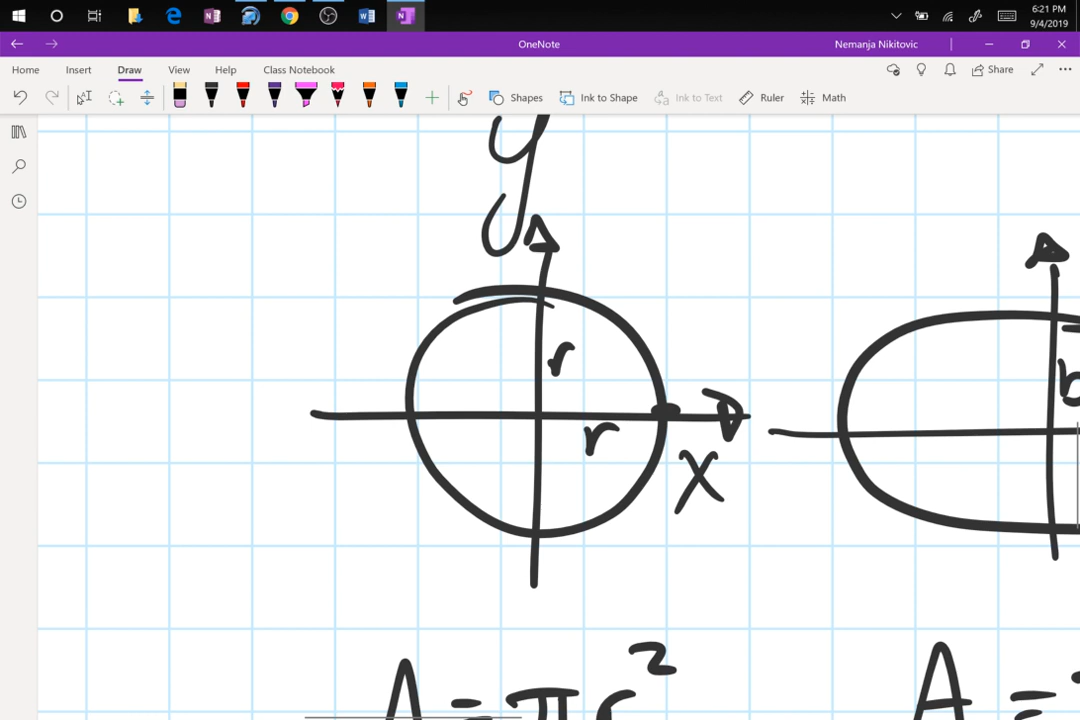 6:21 PM
9/4/2019
OneNote
Nemanja Nikitovic
Home Insert Draw View Help Class Notebook
Share
Shapes Ink to Shape Ink to Text Ruler Math
y
r
r
x
b
A = πr²
A =